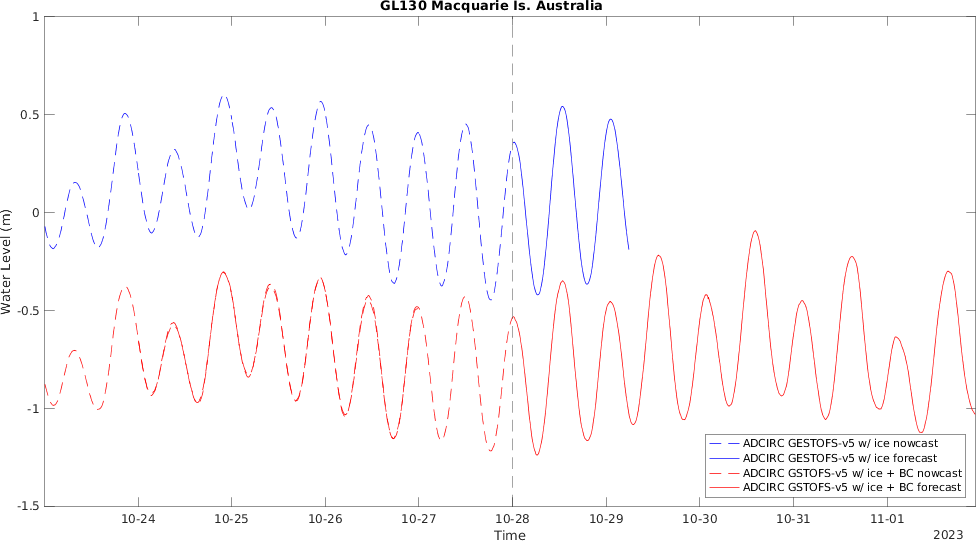 GL130 Macquarie Is. Australia
1
0.5
0
-0.5
-1
-1.5
Water Level (m)
ADCIRC GESTOFS-v5 w/ ice nowcast
ADCIRC GESTOFS-v5 w/ ice forecast
ADCIRC GSTOFS-v5 w/ ice + BC nowcast
ADCIRC GSTOFS-v5 w/ ice + BC forecast
10-24 10-25 10-26 10-27 10-28 10-29 10-30 10-31 11-01
Time
2023